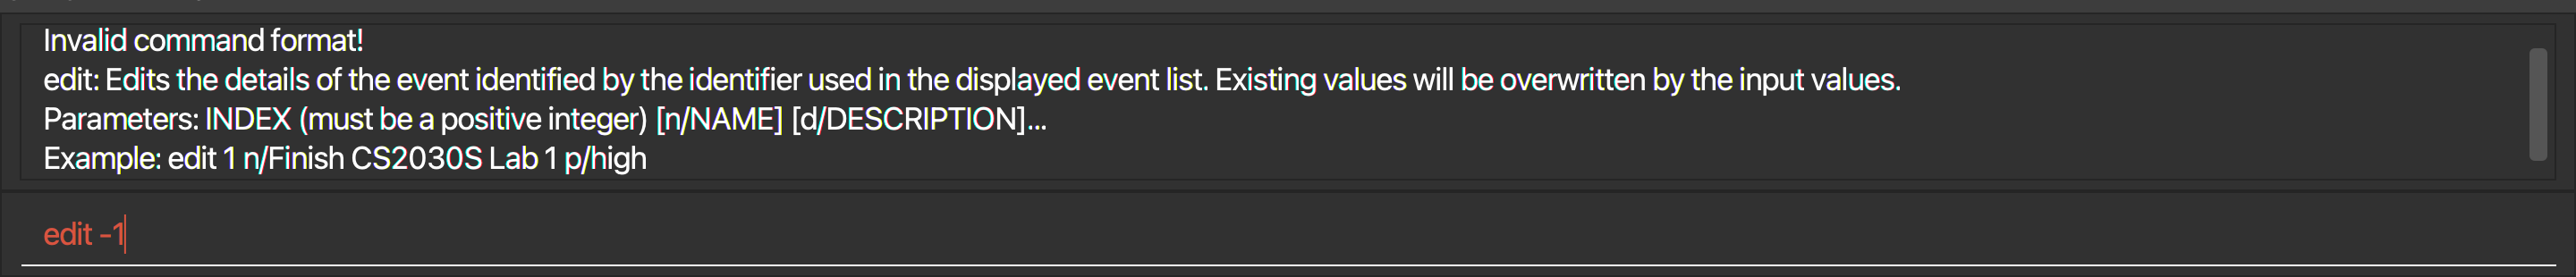 Invalid command format!
edit: Edits the details of the event identified by the identifier used in the displayed event list. Existing values will be overwritten by the input values.
Parameters: INDEX (must be a positive integer) [n/NAME] [d/DESCRIPTION]...
Example: edit 1 n/Finish CS2030S Lab 1 p/high
edit -1